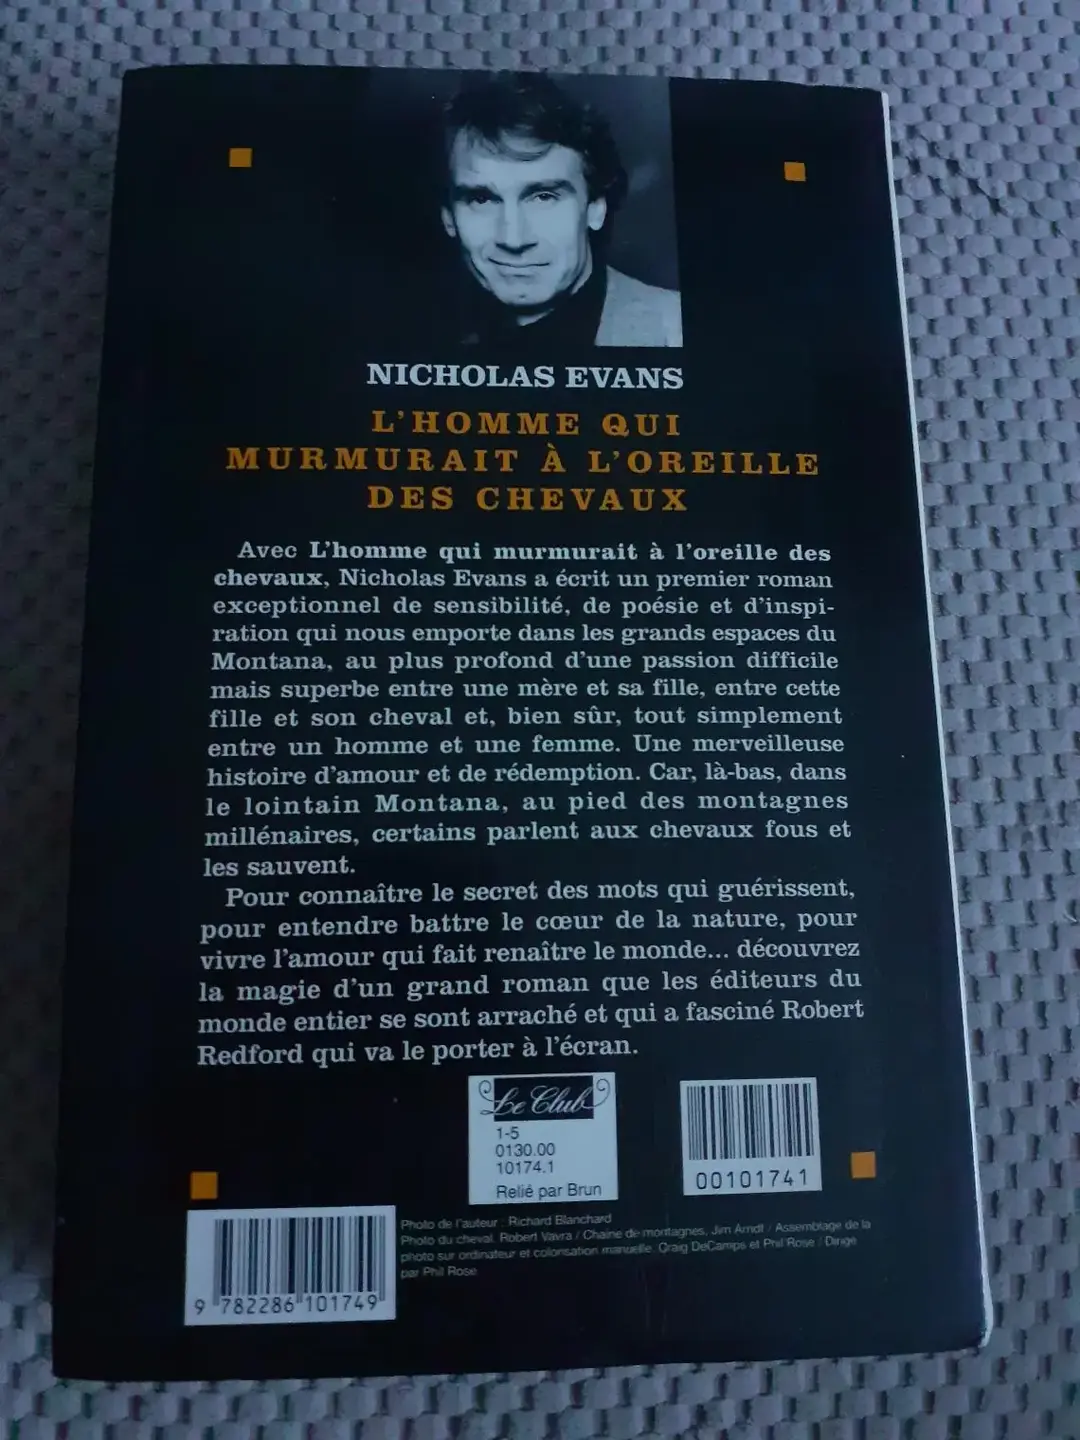 NICHOLAS EVANS
L'HOMME QUI
MURMURAIT À L'OREILLE
DES CHEVAUX
Avec L'homme qui murmurait à l'oreille des
chevaux, Nicholas Evans a écrit un premier roman
exceptionnel de sensibilité, de poésie et d'inspi-
ration qui nous emporte dans les grands espaces du
Montana, au plus profond d'une passion difficile
mais superbe entre une mère et sa fille, entre cette
fille et son cheval et, bien sûr, tout simplement
entre un homme et une femme. Une merveilleuse
histoire d'amour et de rédemption. Car, là-bas, dans
le lointain Montana, au pied des montagnes
millénaires, certains parlent aux chevaux fous et
les sauvent.
Pour connaître le secret des mots qui guérissent,
pour entendre battre le cœur de la nature, pour
vivre l'amour qui fait renaître le monde... découvrez
la magie d'un grand roman que les éditeurs du
monde entier se sont arraché et qui a fasciné Robert
Redford qui va le porter à l'écran.
Le Club
1-5
0130.00
10174.1
Relié par Brun
00101741
Photo de l'auteur : Richard Blanchard
Photo du cheval, Robert Vavra / Chaîne de montagnes, Jim Arndt / Assemblage de la
photo sur ordinateur et colorisation manuelle, Craig DeCamps et Phil Rose / Dirigé
par Phil Rose
9 782286 101749